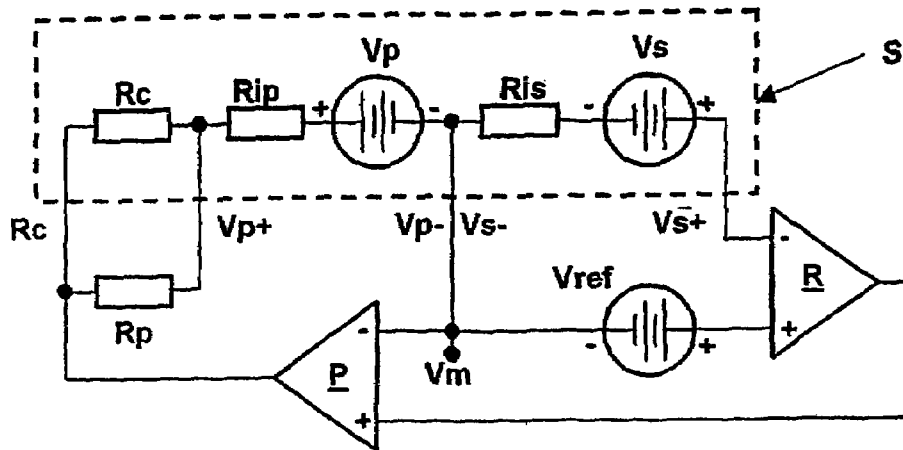 Vp
Vs
S
Rc
Rip
+
-
Ris
-
+
Rc
Vp+
Vp-
Vs-
Vs+
-
R
+
Vref
-
+
Rp
-
P
+
Vm